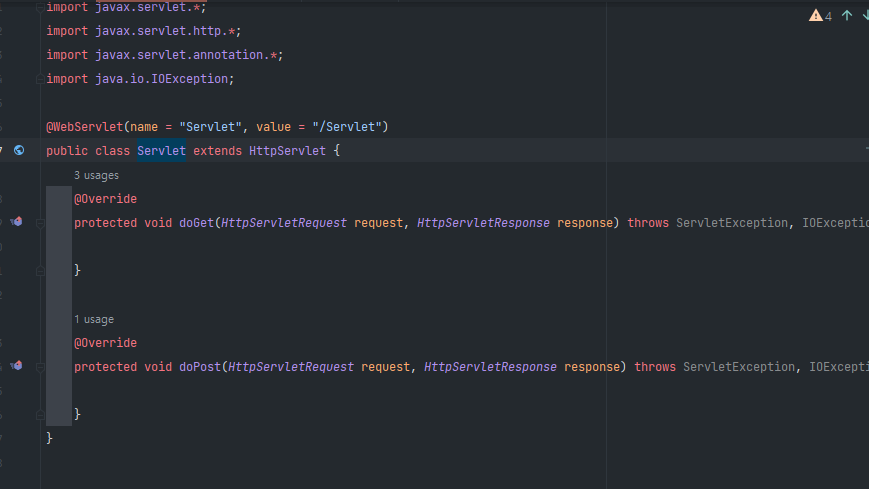 import javax.servlet.*;
4
import javax.servlet.http.*;
import javax.servlet.annotation.*;
import java.io.IOException;
@WebServlet(name = "Servlet", value = "/Servlet")
public class Servlet extends HttpServlet {
3 usages
@Override
protected void doGet(HttpServletRequest request, HttpServletResponse response) throws ServletException, IOExceptio
}
1 usage
@Override
protected void doPost(HttpServletRequest request, HttpServletResponse response) throws ServletException, IOExcepti
}
}